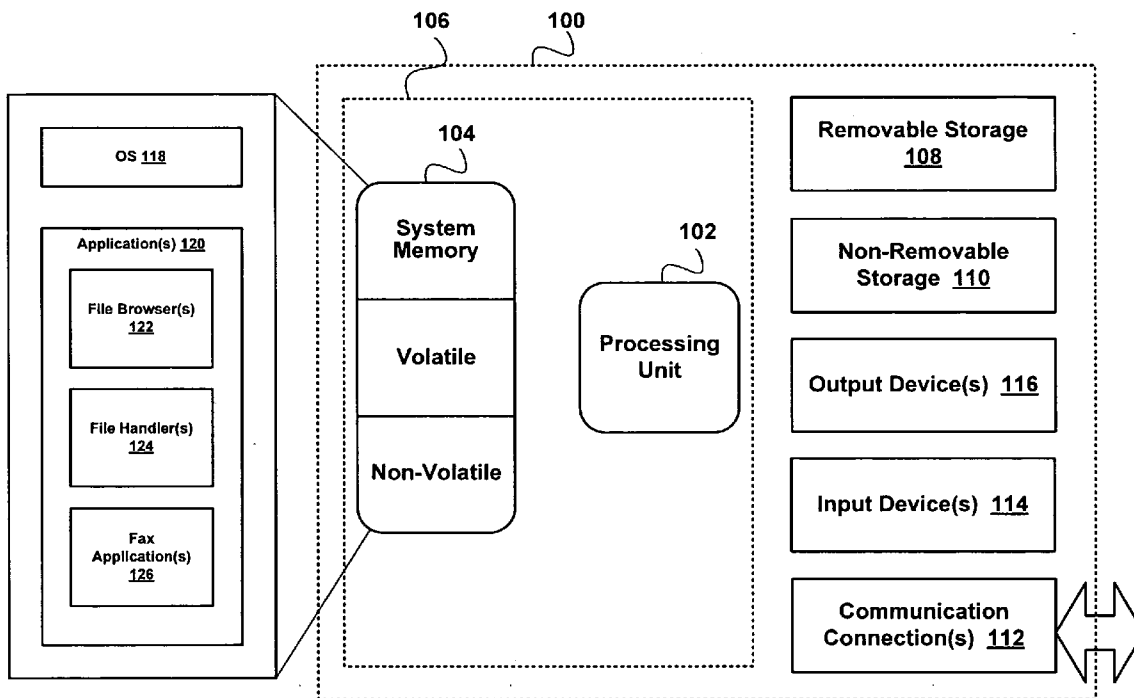 100
106
104
102
OS 118
Application(s) 120
File Browser(s)
122
File Handler(s)
124
Fax
Application(s)
126
System
Memory
Volatile
Non-Volatile
Processing
Unit
Removable Storage
108
Non-Removable
Storage 110
Output Device(s) 116
Input Device(s) 114
Communication
Connection(s) 112